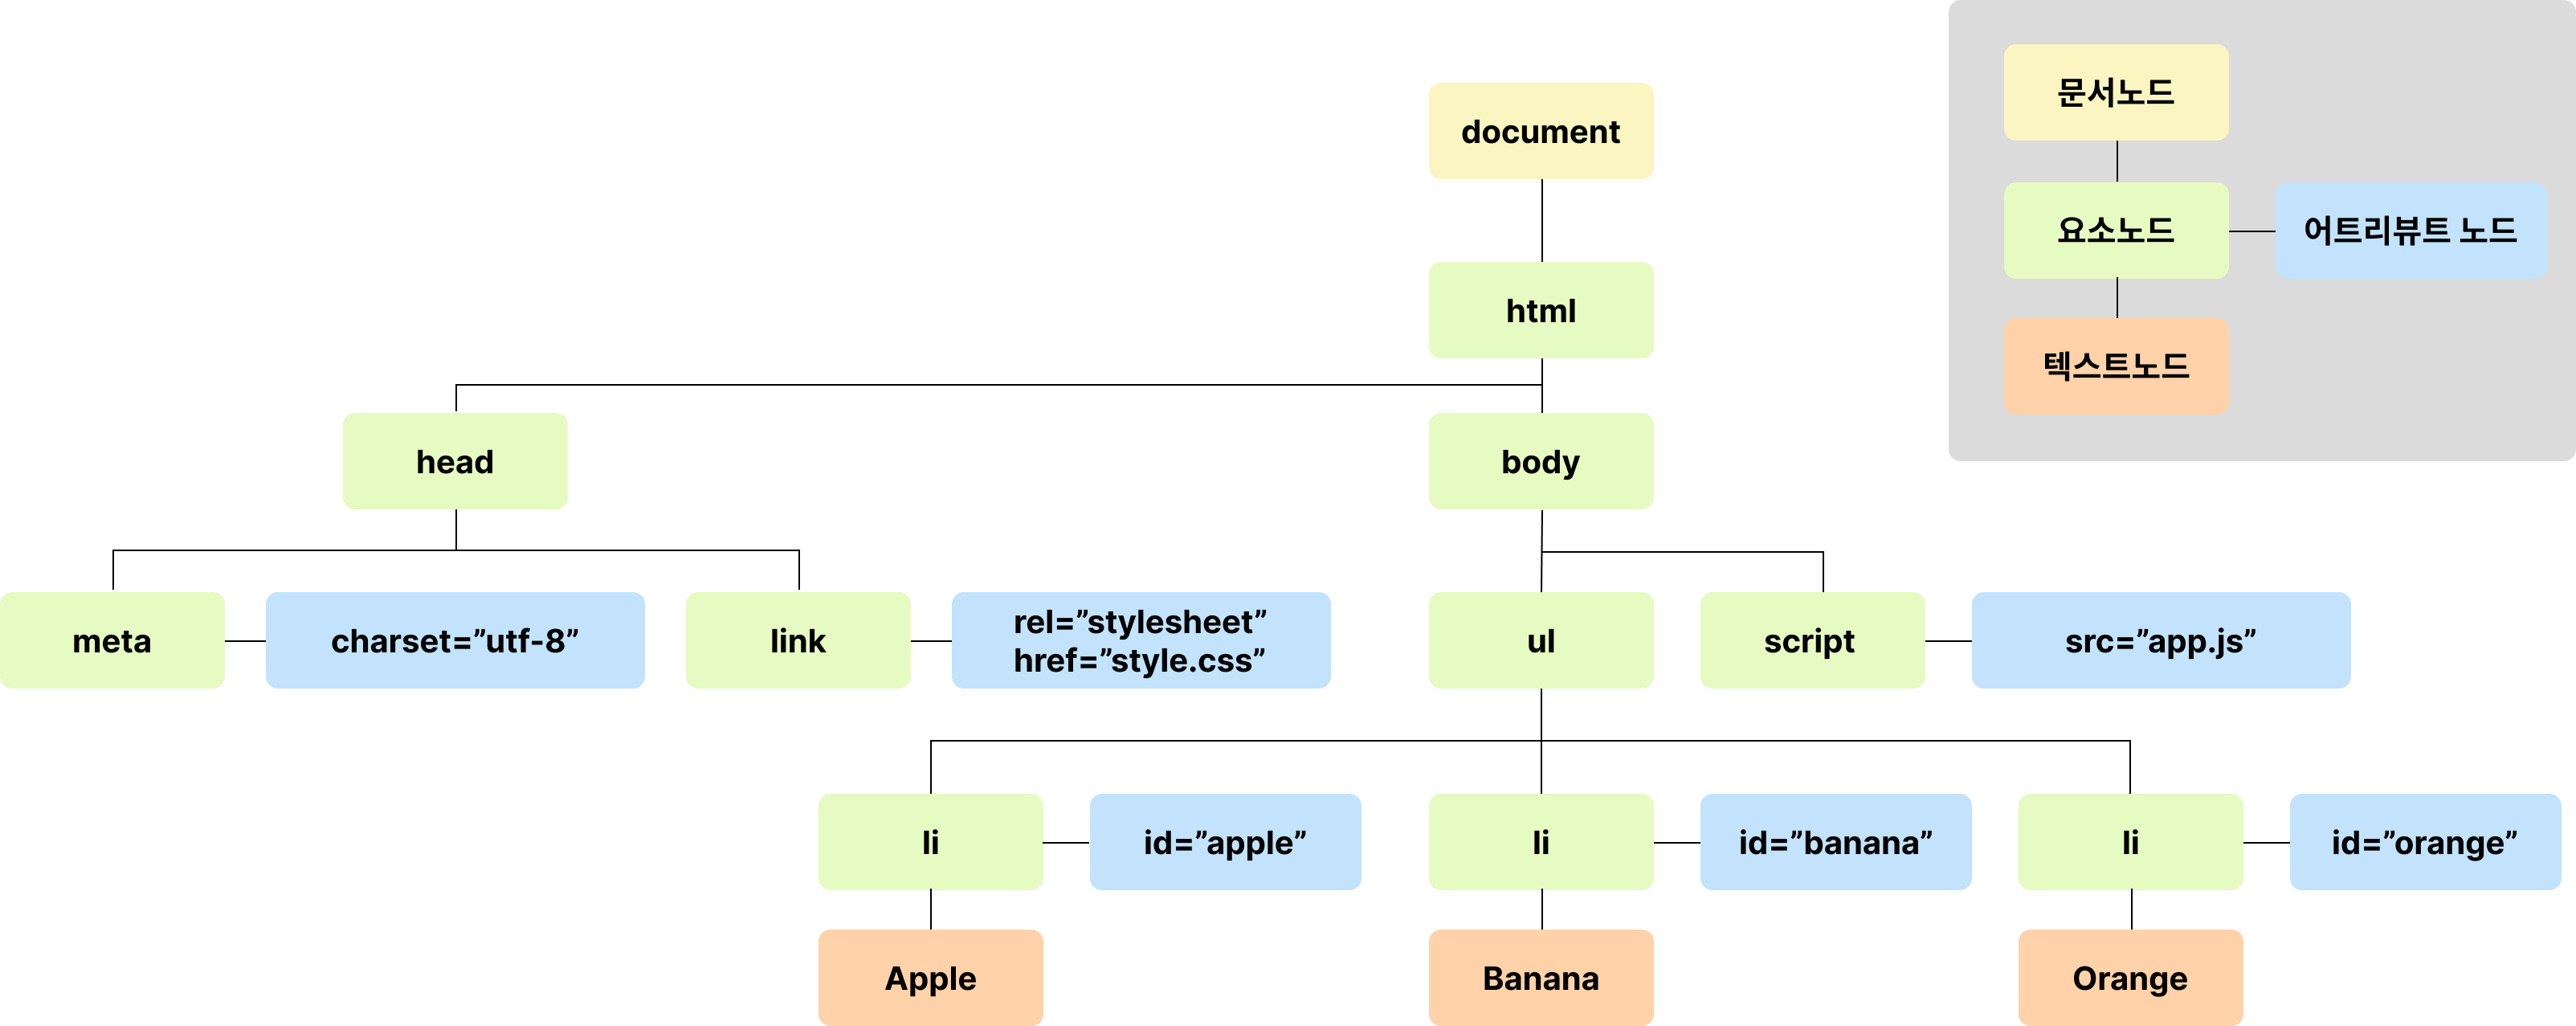 문서노드
document
요소노드
어트리뷰트 노드
html
텍스트노드
head
body
meta
charset=”utf-8”
link
rel=”stylesheet”
href=”style.css”
ul
script
src=”app.js”
li
id=”apple”
li
id=”banana”
li
id=”orange”
Apple
Banana
Orange